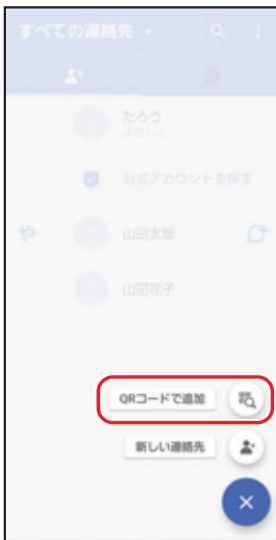 すべての連絡先
たろう
よろしく
公式アカウントを探す
や
山田太郎
山田花子
QRコードで追加
新しい連絡先